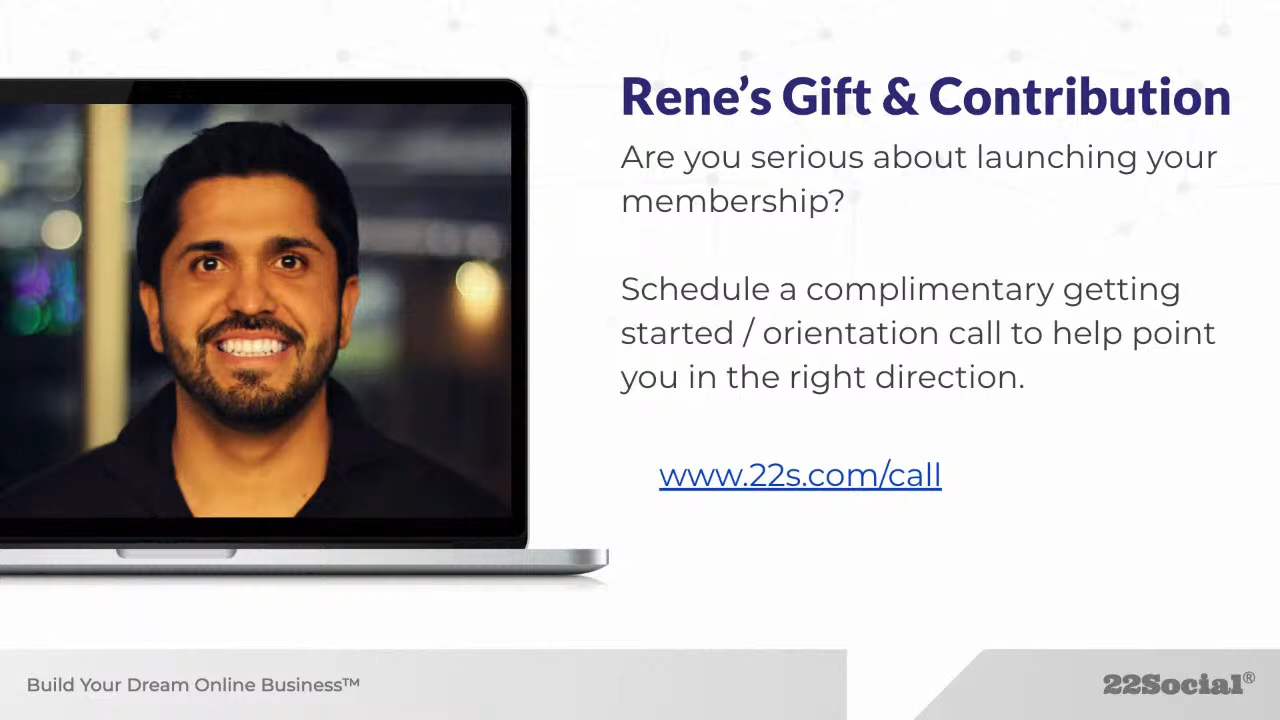 Rene’s Gift & Contribution
Are you serious about launching your
membership?
Schedule a complimentary getting
started / orientation call to help point
you in the right direction.
www.22s.com/call
Build Your Dream Online Business™
22Social®